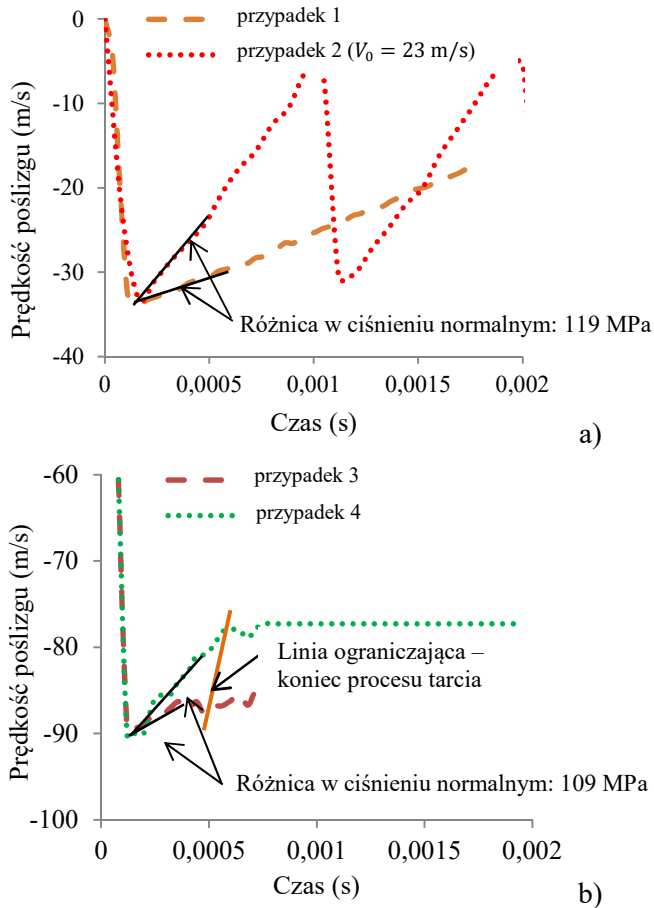 przypadek 1
przypadek 2 (V₀ = 23 m/s)
0
-10
-20
-30
-40
Prędkość poślizgu (m/s)
Różnica w ciśnieniu normalnym: 119 MPa
0 0,0005 0,001 0,0015 0,002
Czas (s)
a)
przypadek 3
przypadek 4
-60
-70
-80
-90
-100
Prędkość poślizgu (m/s)
Linia ograniczająca –
koniec procesu tarcia
Różnica w ciśnieniu normalnym: 109 MPa
0 0,0005 0,001 0,0015 0,002
Czas (s)
b)